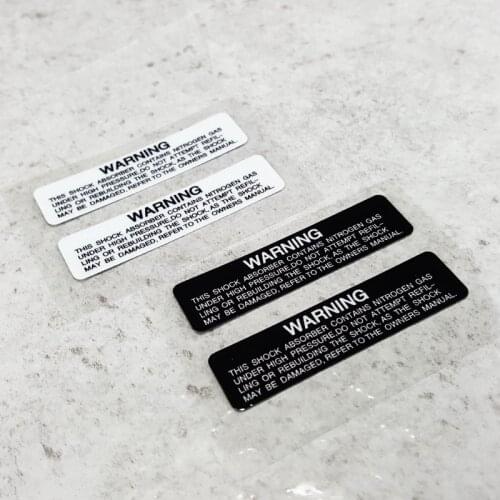 WARNING
THIS SHOCK ABSORBER CONTAINS NITROGEN GAS
UNDER HIGH PRESSURE.DO NOT ATTEMPT REFIL-
LING OR REBUILDING THE SHOCK.AS THE SHOCK
MAY BE DAMAGED, REFER TO THE OWNERS MANUAL.
WARNING
THIS SHOCK ABSORBER CONTAINS NITROGEN GAS
UNDER HIGH PRESSURE.DO NOT ATTEMPT REFIL-
LING OR REBUILDING THE SHOCK.AS THE SHOCK
MAY BE DAMAGED, REFER TO THE OWNERS MANUAL.
WARNING
THIS SHOCK ABSORBER CONTAINS NITROGEN GAS
UNDER HIGH PRESSURE.DO NOT ATTEMPT REFIL-
LING OR REBUILDING THE SHOCK.AS THE SHOCK
MAY BE DAMAGED, REFER TO THE OWNERS MANUAL.
WARNING
THIS SHOCK ABSORBER CONTAINS NITROGEN GAS
UNDER HIGH PRESSURE.DO NOT ATTEMPT REFIL-
LING OR REBUILDING THE SHOCK.AS THE SHOCK
MAY BE DAMAGED, REFER TO THE OWNERS MANUAL.